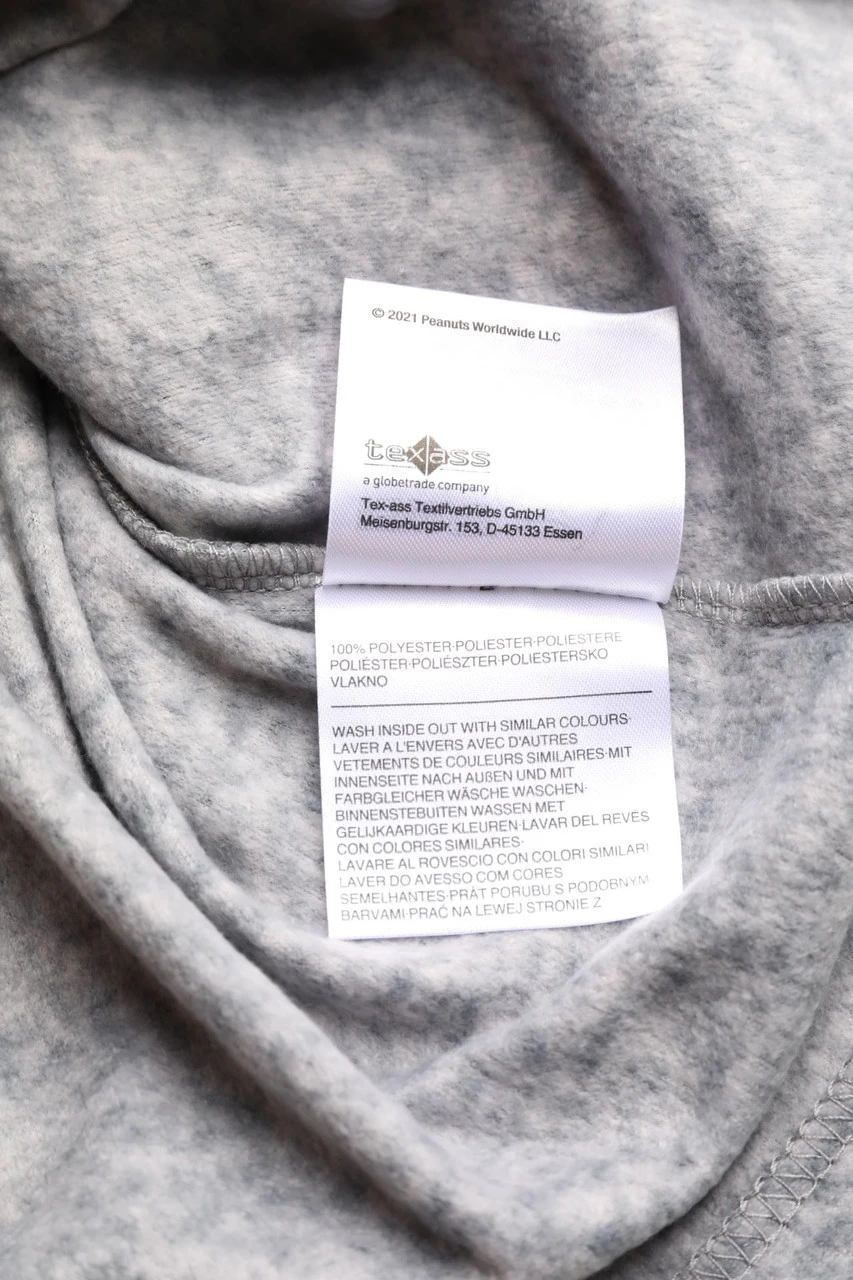 © 2021 Peanuts Worldwide LLC
texass
a globetrade company
Tex-ass Textilvertriebs GmbH
Meisenburgstr. 153, D-45133 Essen
100% POLYESTER·POLIESTER·POLIESTERE
POLIÈSTER·POLIÉSZTER·POLIESTERSKO
VLAKNO
WASH INSIDE OUT WITH SIMILAR COLOURS·
LAVER A L'ENVERS AVEC D'AUTRES
VETEMENTS DE COULEURS SIMILAIRES·MIT
INNENSEITE NACH AUßEN UND MIT
FARBGLEICHER WÄSCHE WASCHEN·
BINNENSTEBUITEN WASSEN MET
GELIJKAARDIGE KLEUREN·LAVAR DEL REVÉS
CON COLORES SIMILARES·
LAVARE AL ROVESCIO CON COLORI SIMILARI
LAVER DO AVESSO COM CORES
SEMELHANTES·PRÁT PORUBU S PODOBNYM
BARVAMI·PRAĆ NA LEWEJ STRONIE Z